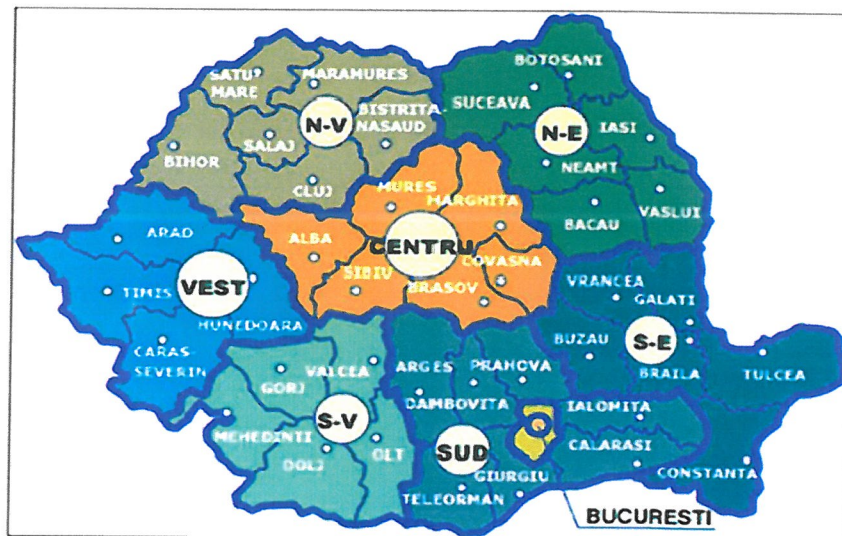 BOTOSANI
SATU
MARE
MARAMURES
SUCEAVA
BISTRITA-
NASAUD
N-V
N-E
IASI
SALAJ
BIHOR
NEAMT
CLUJ
MURES
HARGHITA
BACAU
VASLUI
ARAD
ALBA
CENTRU
COVASNA
SIBIU
BRASOV
VRANCEA
GALATI
TIMIS
VEST
HUNEDOARA
BUZAU
S-E
CARAS-
SEVERIN
VALCEA
GORJ
ARGES
PRAHOVA
BRAILA
TULCEA
DAMBOVITA
IALOMITA
S-V
MEHEDINTI
DOLJ
OLT
SUD
CALARASI
GIURGIU
CONSTANTA
TELEORMAN
BUCURESTI